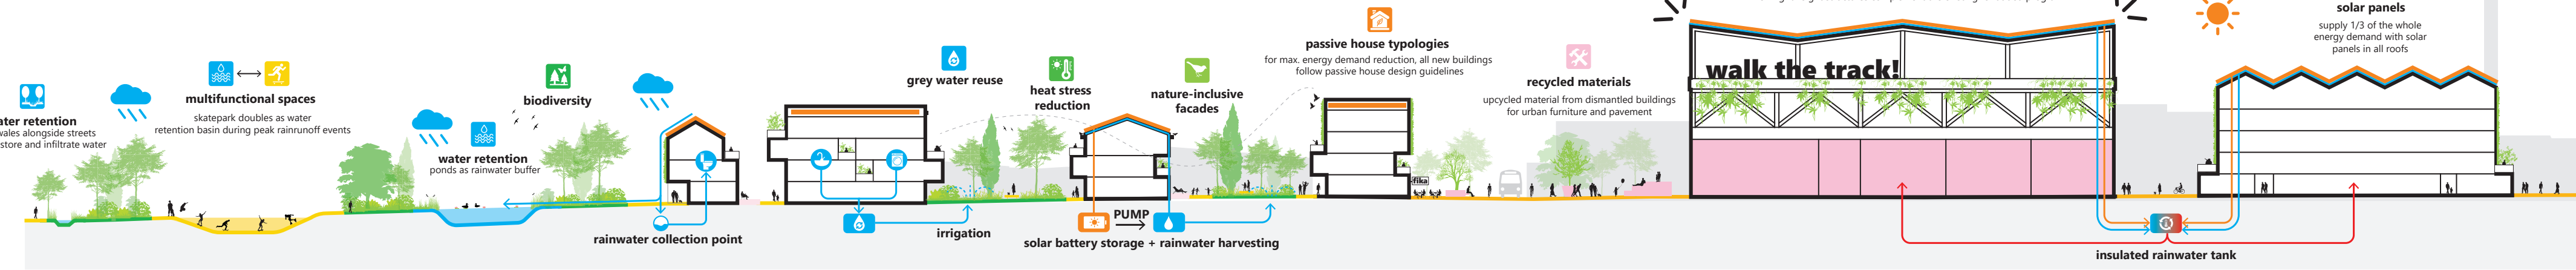 solar panels
supply 1/3 of the whole
energy demand with solar
panels in all roofs
passive house typologies
for max. energy demand reduction, all new buildings
follow passive house design guidelines
grey water reuse
heat stress
reduction
nature-inclusive
facades
recycled materials
upcycled material from dismantled buildings
for urban furniture and pavement
walk the track!
multifunctional spaces
skatepark doubles as water
retention basin during peak rainrunoff events
biodiversity
ater retention
wales alongside streets
store and infiltrate water
water retention
ponds as rainwater buffer
fika
PUMP
rainwater collection point
irrigation
solar battery storage + rainwater harvesting
insulated rainwater tank